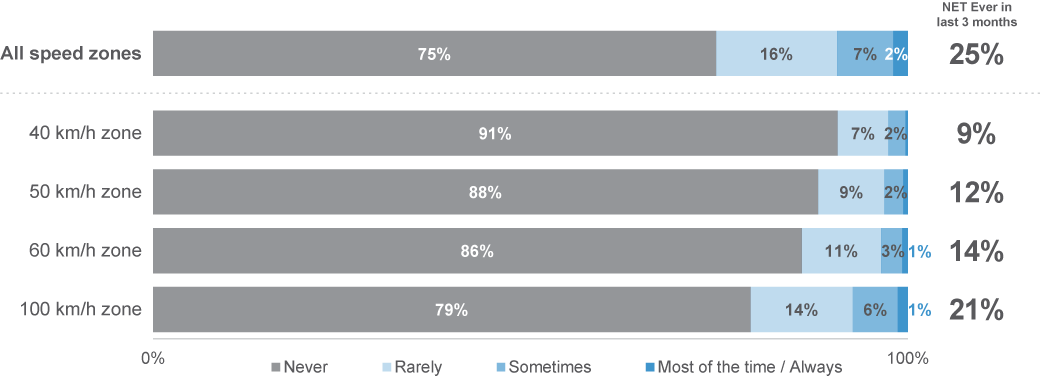 NET Ever in
last 3 months
All speed zones 75% 16% 7% 2% 25%
40 km/h zone 91% 7% 2% 9%
50 km/h zone 88% 9% 2% 12%
60 km/h zone 86% 11% 3% 1% 14%
100 km/h zone 79% 14% 6% 1% 21%
0% 100%
Never Rarely Sometimes Most of the time / Always